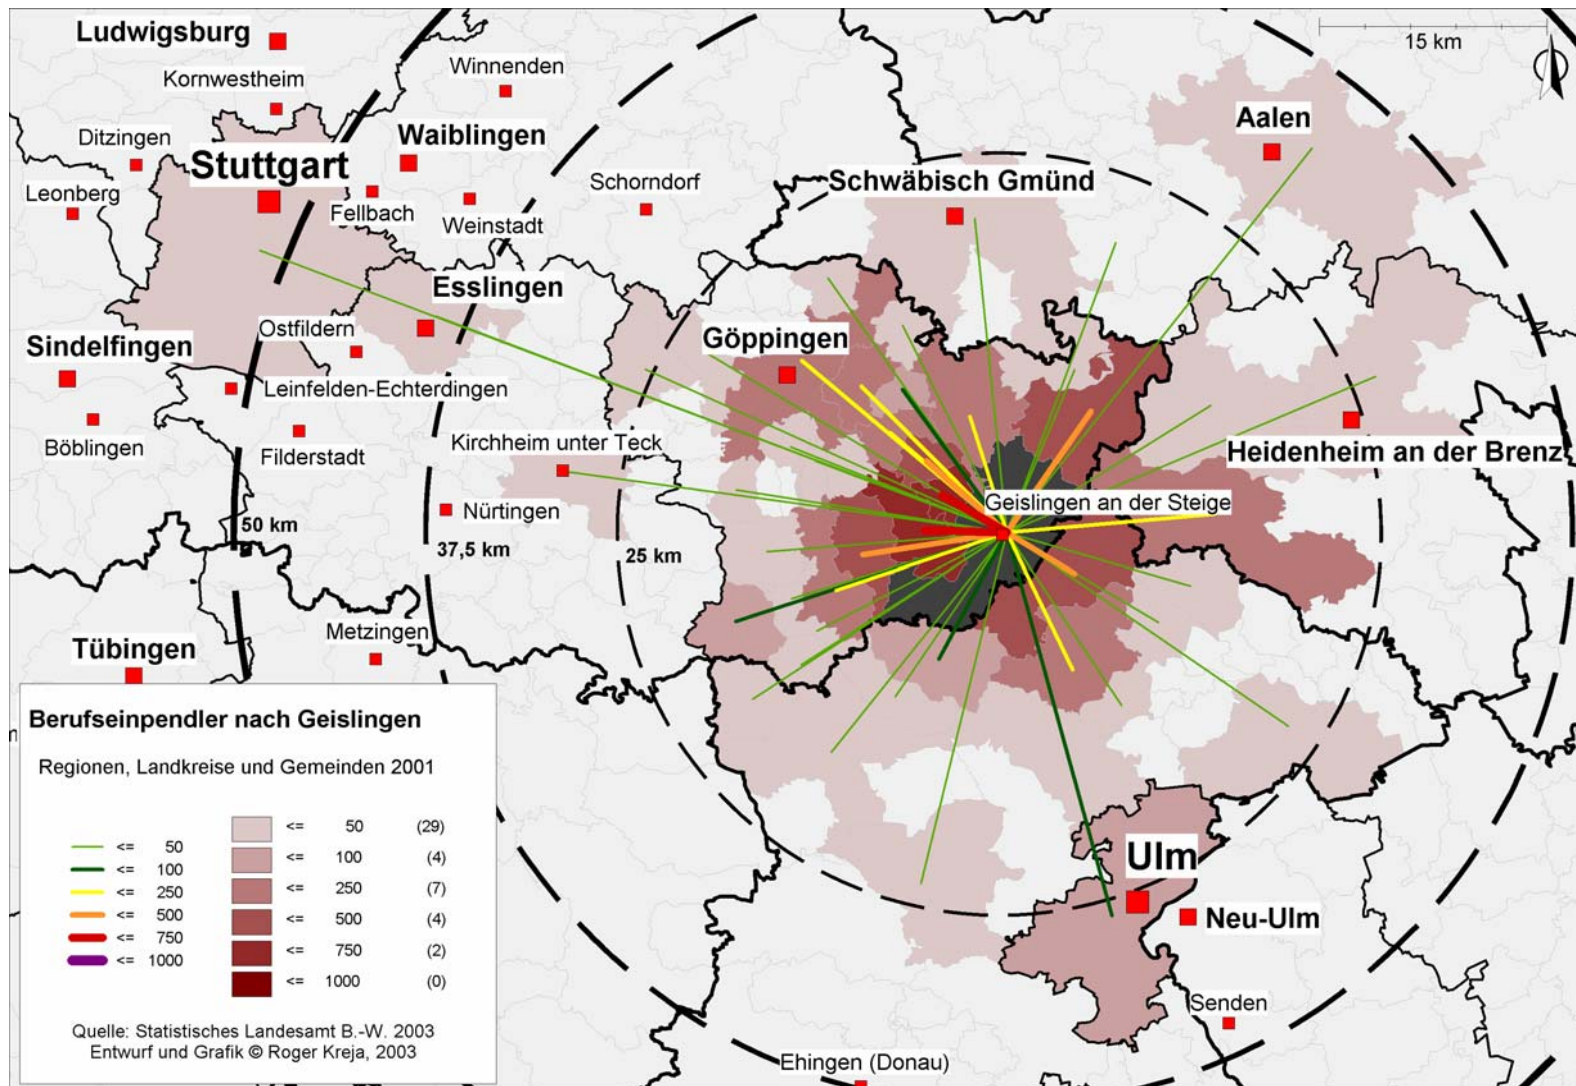 Ludwigsburg
15 km
Kornwestheim
Winnenden
Ditzingen
Waiblingen
Aalen
Stuttgart
Schorndorf
Schwäbisch Gmünd
Leonberg
Fellbach
Weinstadt
Esslingen
Ostfildern
Göppingen
Sindelfingen
Leinfelden-Echterdingen
Böblingen
Filderstadt
Kirchheim unter Teck
Heidenheim an der Brenz
Geislingen an der Steige
Nürtingen
50 km
37,5 km
25 km
Metzingen
Tübingen
Berufseinpendler nach Geislingen
Regionen, Landkreise und Gemeinden 2001
<= 50 <= 50 (29)
<= 100 <= 100 (4)
<= 250 <= 250 (7)
<= 500 <= 500 (4)
<= 750 <= 750 (2)
<= 1000 <= 1000 (0)
Quelle: Statistisches Landesamt B.-W. 2003
Entwurf und Grafik © Roger Kreja, 2003
Ulm
Neu-Ulm
Senden
Ehingen (Donau)